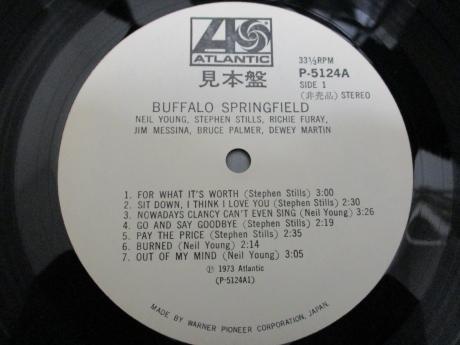 ATLANTIC
33⅓RPM
見本盤
P-5124A
SIDE 1
(非売品) STEREO
BUFFALO SPRINGFIELD
NEIL YOUNG, STEPHEN STILLS, RICHIE FURAY,
JIM MESSINA, BRUCE PALMER, DEWEY MARTIN
1. FOR WHAT IT'S WORTH (Stephen Stills) 3:00
2. SIT DOWN, I THINK I LOVE YOU (Stephen Stills) 2:30
3. NOWADAYS CLANCY CAN'T EVEN SING (Neil Young) 3:26
4. GO AND SAY GOODBYE (Stephen Stills) 2:19
5. PAY THE PRICE (Stephen Stills) 2:35
6. BURNED (Neil Young) 2:14
7. OUT OF MY MIND (Neil Young) 3:05
Ⓟ 1973 Atlantic
(P-5124A1)
MADE BY WARNER PIONEER CORPORATION, JAPAN.